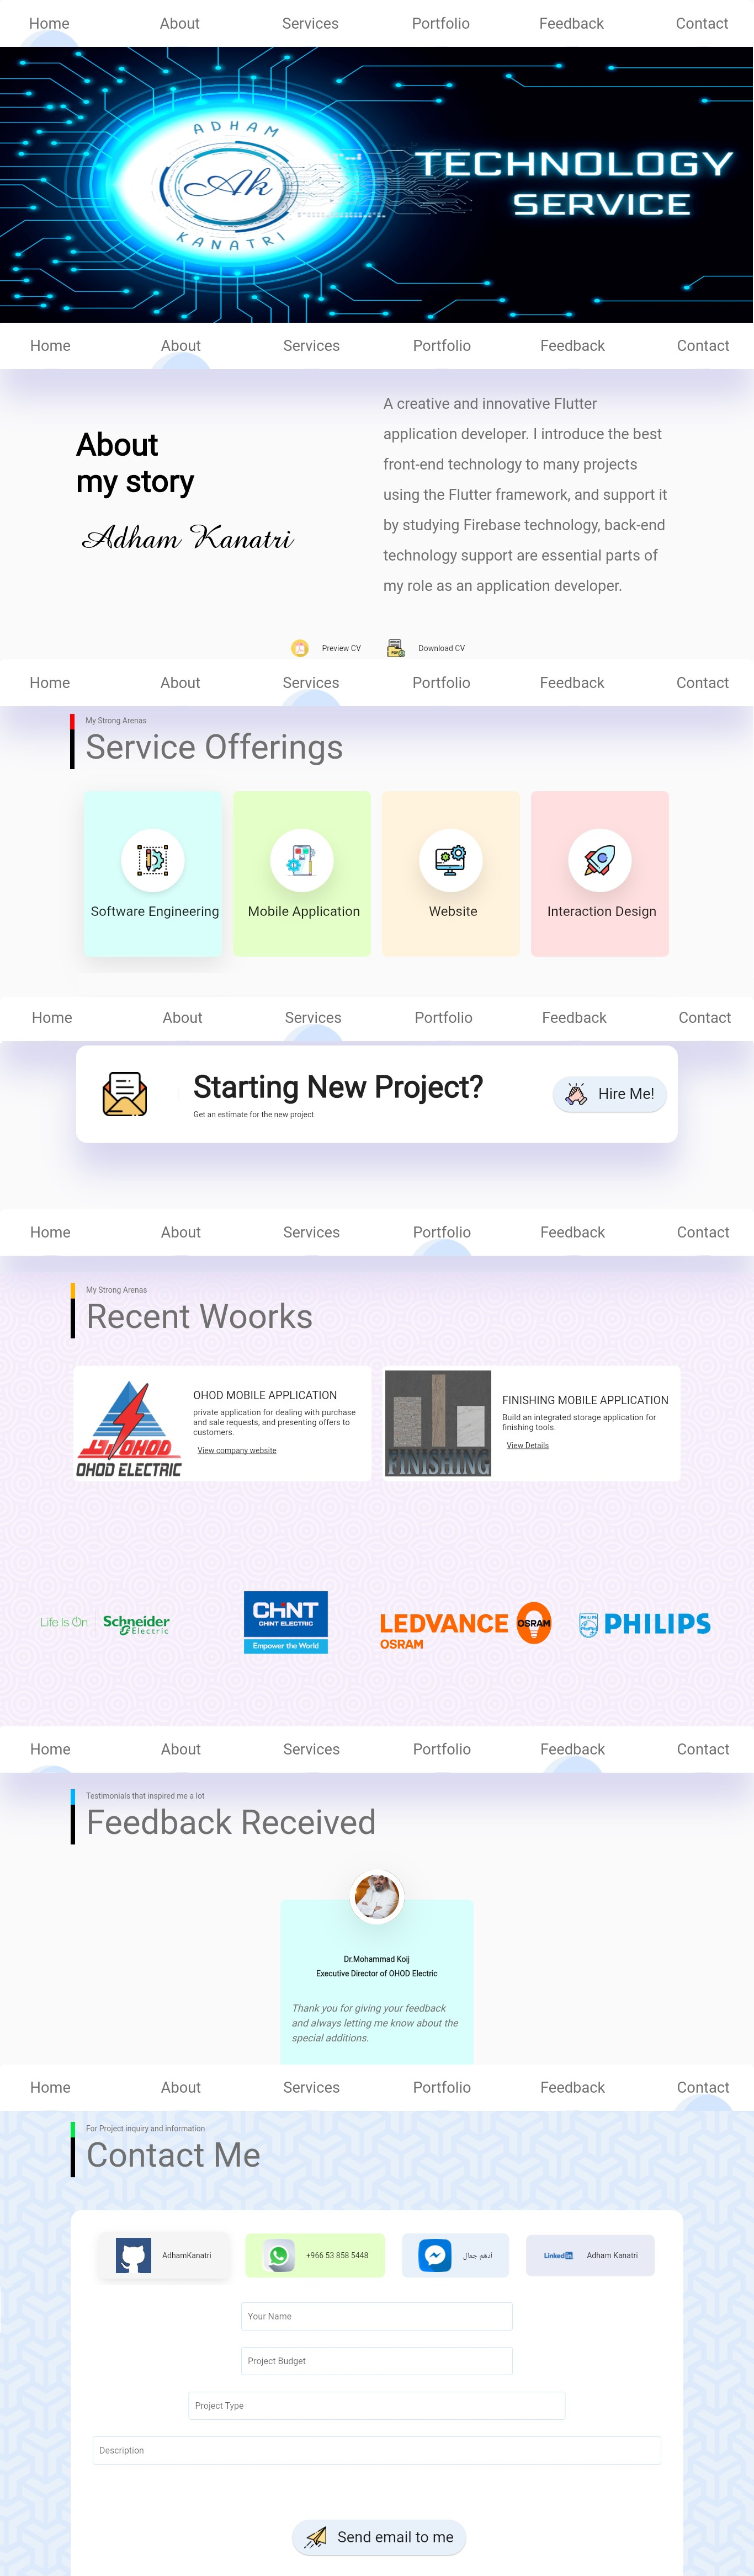 Home About Services Portfolio Feedback Contact
ADHAM
Ak
KANATRI
TECHNOLOGY
SERVICE
Home About Services Portfolio Feedback Contact
About
my story
Adham Kanatri
A creative and innovative Flutter
application developer. I introduce the best
front-end technology to many projects
using the Flutter framework, and support it
by studying Firebase technology, back-end
technology support are essential parts of
my role as an application developer.
Preview CV Download CV
Home About Services Portfolio Feedback Contact
My Strong Arenas
Service Offerings
Software Engineering Mobile Application Website Interaction Design
Home About Services Portfolio Feedback Contact
Starting New Project?
Get an estimate for the new project
Hire Me!
Home About Services Portfolio Feedback Contact
My Strong Arenas
Recent Woorks
OHOD ELECTRIC
OHOD MOBILE APPLICATION
private application for dealing with purchase
and sale requests, and presenting offers to
customers.
View company website
FINISHING
FINISHING MOBILE APPLICATION
Build an integrated storage application for
finishing tools.
View Details
Life Is On Schneider
Electric
CHNT
CHINT ELECTRIC
Empower the World
LEDVANCE OSRAM
OSRAM
PHILIPS PHILIPS
Home About Services Portfolio Feedback Contact
Testimonials that inspired me a lot
Feedback Received
Dr.Mohammad Koij
Executive Director of OHOD Electric
Thank you for giving your feedback
and always letting me know about the
special additions.
Home About Services Portfolio Feedback Contact
For Project inquiry and information
Contact Me
AdhamKanatri +966 53 858 5448 ادهم جمال LinkedIn Adham Kanatri
Your Name
Project Budget
Project Type
Description
Send email to me